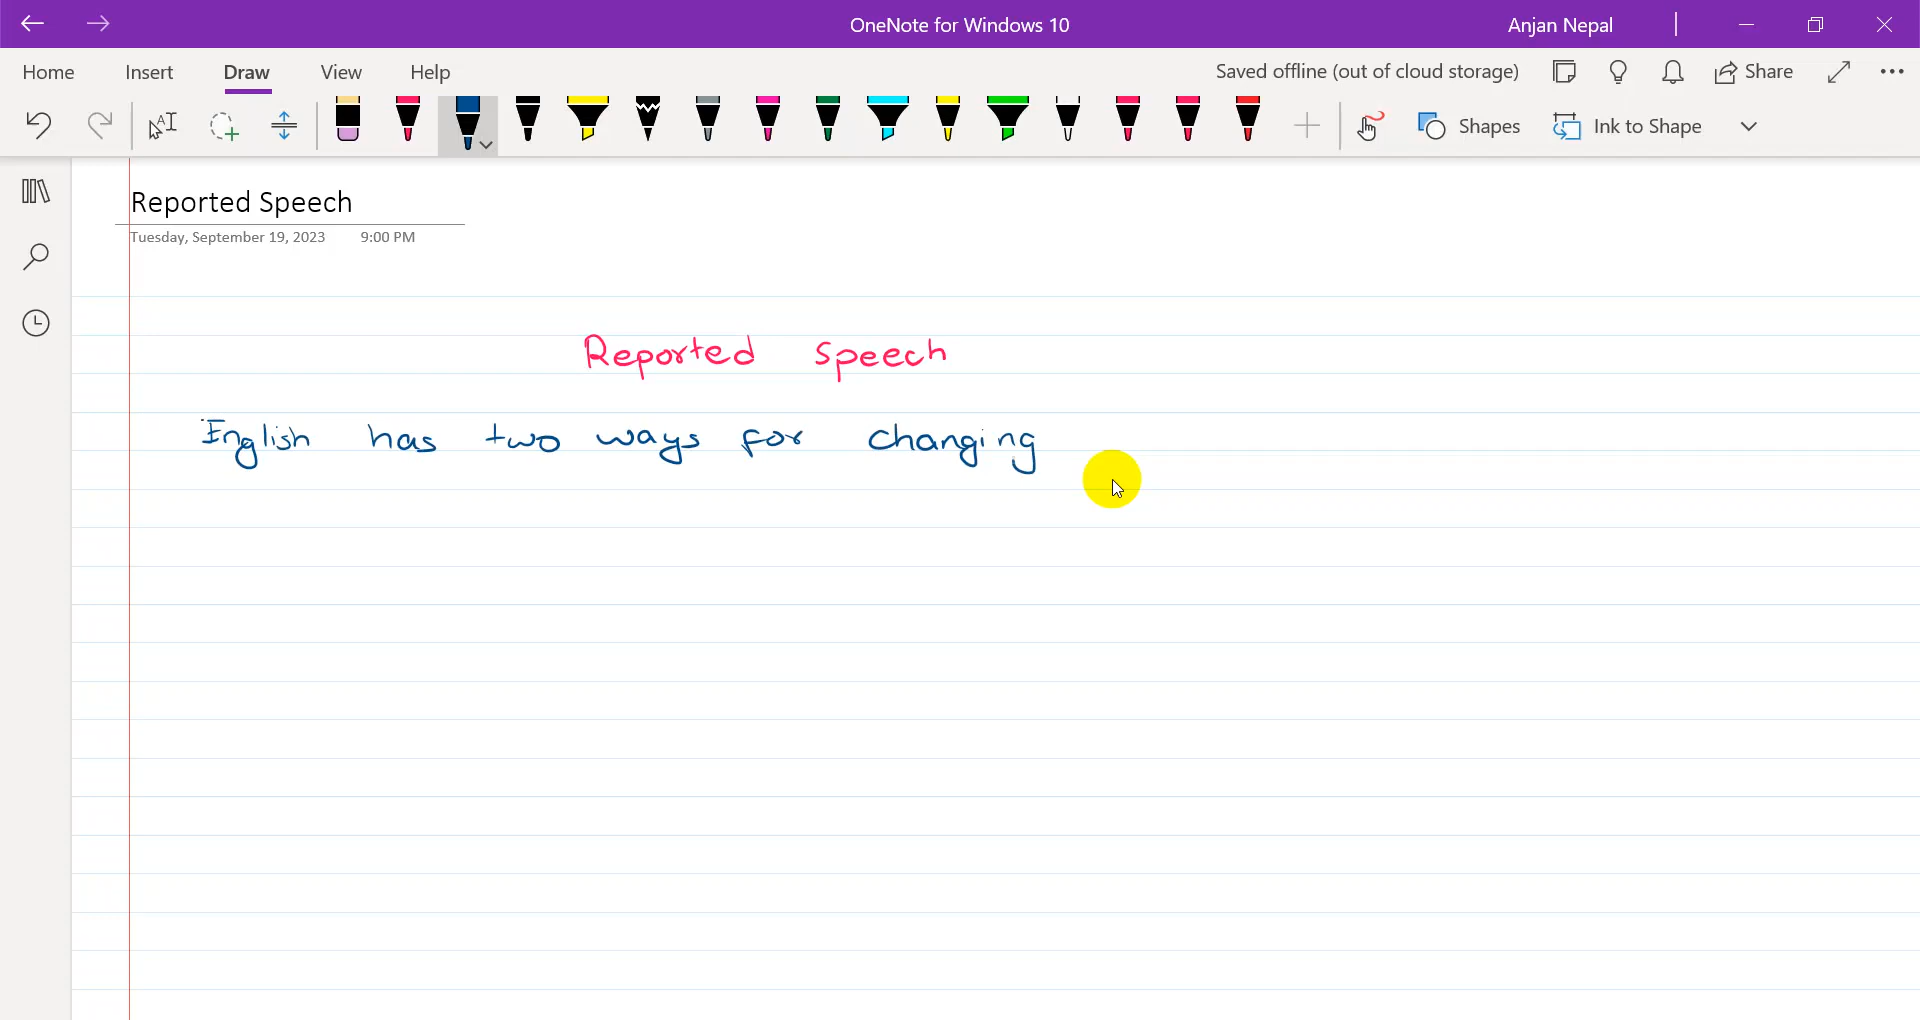 OneNote for Windows 10
Anjan Nepal
Home Insert Draw View Help
Saved offline (out of cloud storage)
Share
Shapes
Ink to Shape
Reported Speech
Tuesday, September 19, 2023 9:00 PM
Reported speech
English has two ways for changing